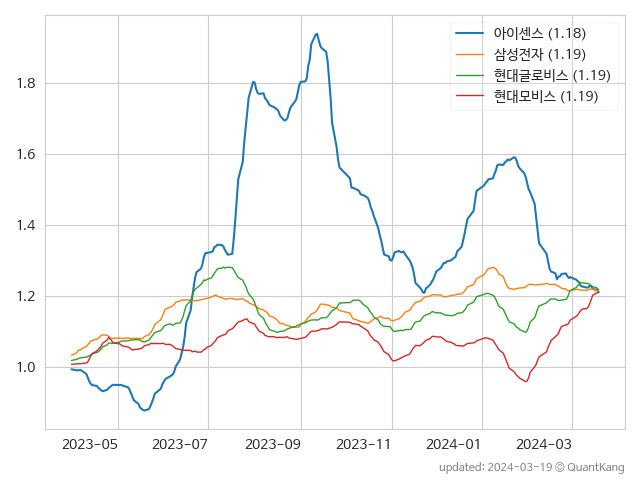 아이센스 (1.18)
삼성전자 (1.19)
현대글로비스 (1.19)
현대모비스 (1.19)
1.8
1.6
1.4
1.2
1.0
2023-05 2023-07 2023-09 2023-11 2024-01 2024-03
updated: 2024-03-19 © QuantKang